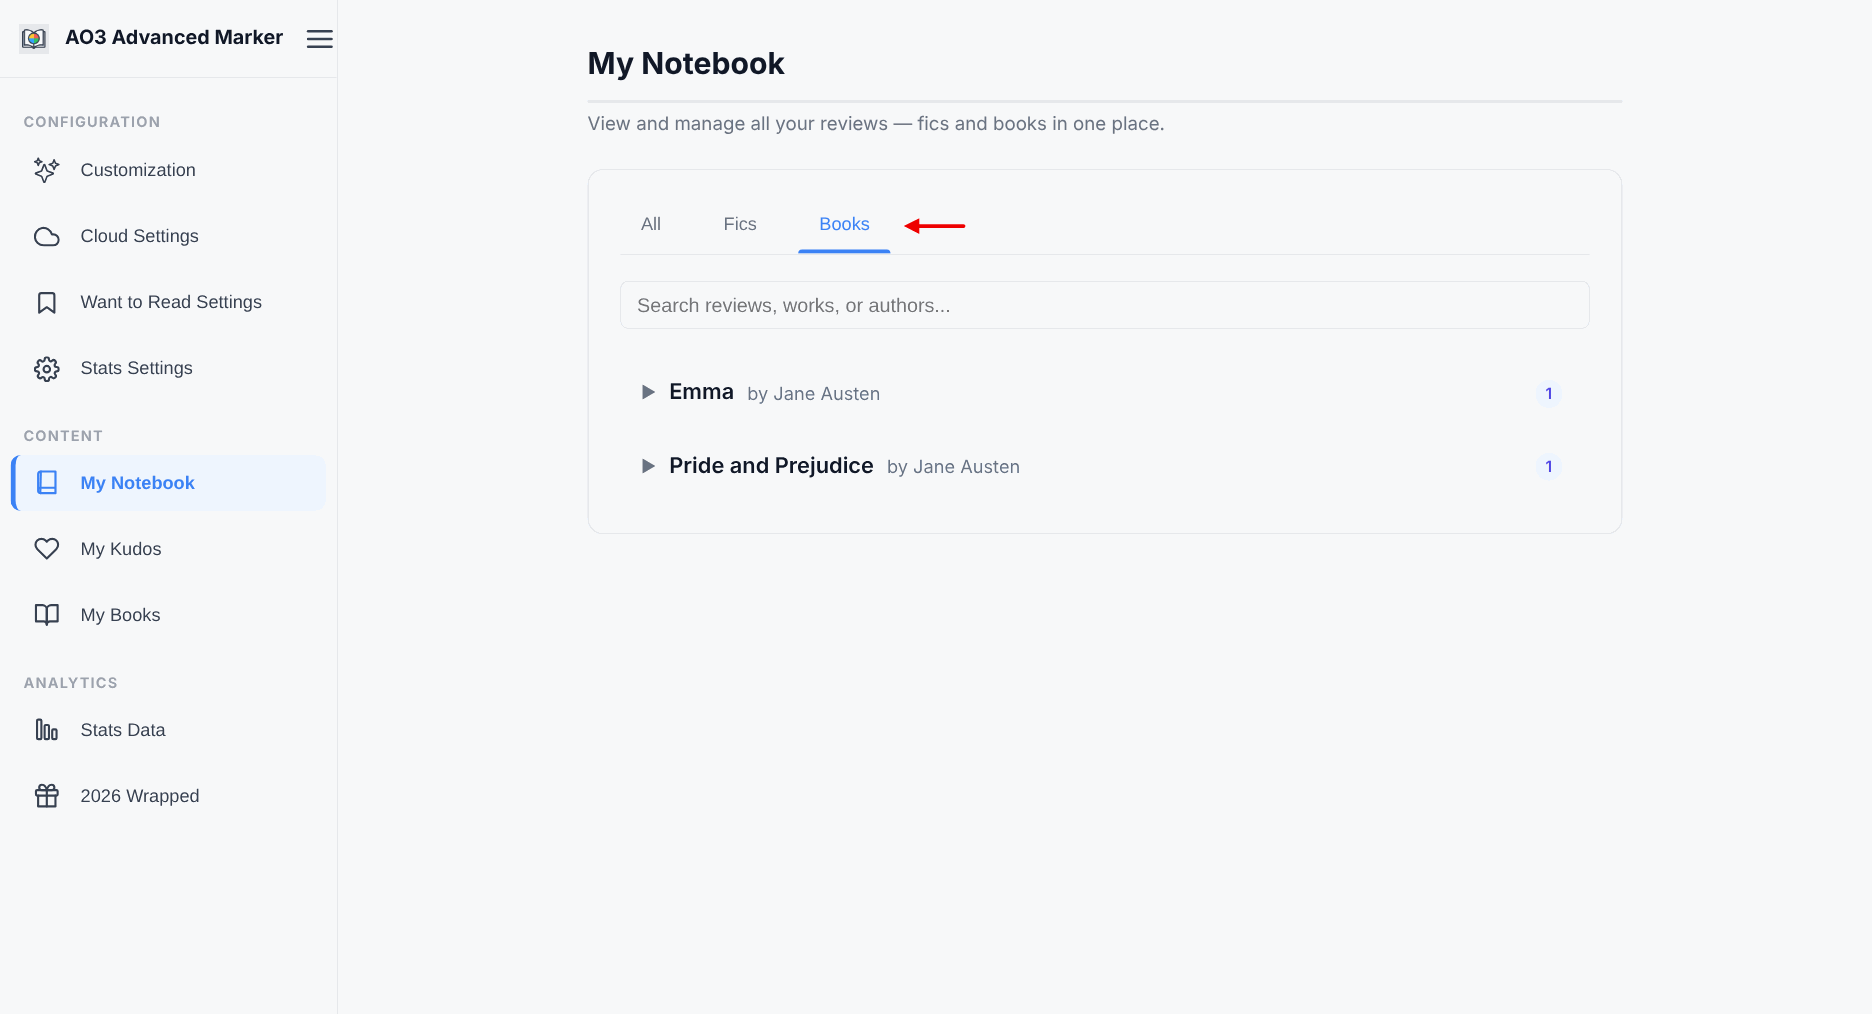 AO3 Advanced Marker
CONFIGURATION
Customization
Cloud Settings
Want to Read Settings
Stats Settings
CONTENT
My Notebook
My Kudos
My Books
ANALYTICS
Stats Data
2026 Wrapped
My Notebook
View and manage all your reviews — fics and books in one place.
All Fics Books
Search reviews, works, or authors...
Emma by Jane Austen 1
Pride and Prejudice by Jane Austen 1